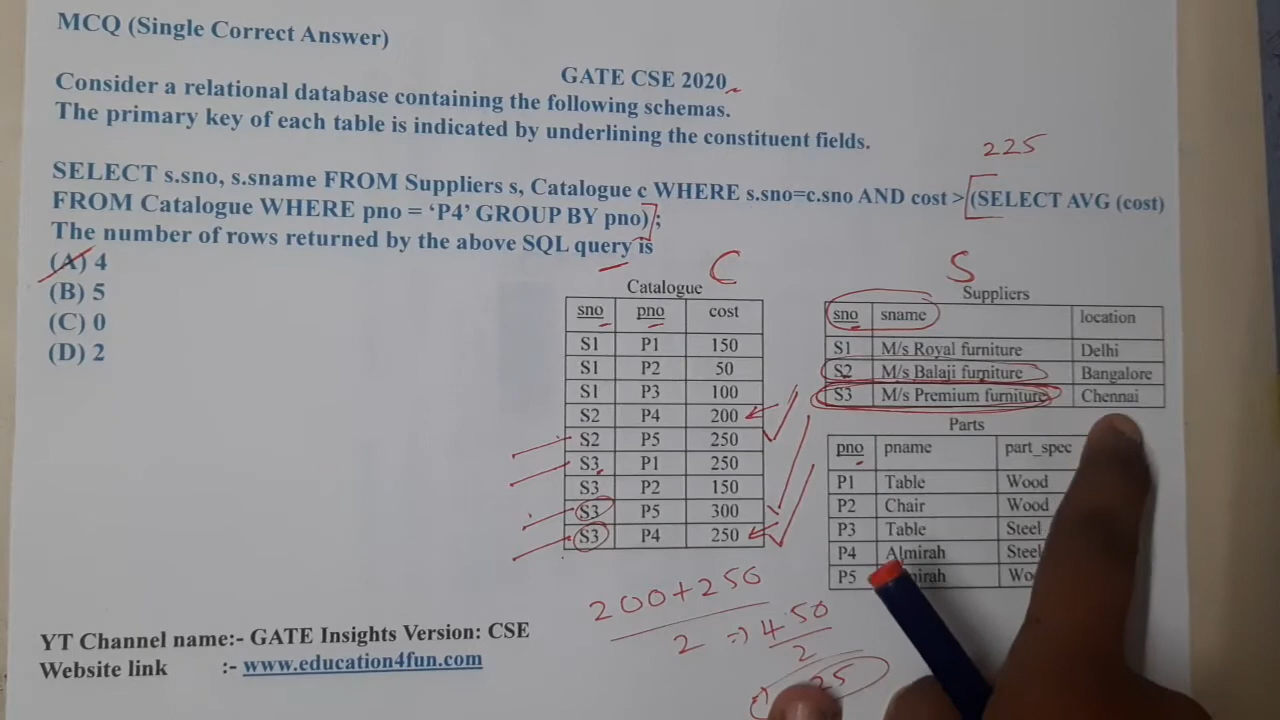 MCQ (Single Correct Answer)
GATE CSE 2020
Consider a relational database containing the following schemas.
The primary key of each table is indicated by underlining the constituent fields.
225
SELECT s.sno, s.sname FROM Suppliers s, Catalogue c WHERE s.sno=c.sno AND cost > (SELECT AVG (cost)
FROM Catalogue WHERE pno = ‘P4’ GROUP BY pno) ;
The number of rows returned by the above SQL query is
(A) 4
(B) 5
(C) 0
(D) 2
C
Catalogue
sno pno cost
S1 P1 150
S1 P2 50
S1 P3 100
S2 P4 200
S2 P5 250
S3 P1 250
S3 P2 150
S3 P5 300
S3 P4 250
S
Suppliers
sno sname location
S1 M/s Royal furniture Delhi
S2 M/s Balaji furniture Bangalore
S3 M/s Premium furniture Chennai
Parts
pno pname part_spec
P1 Table Wood
P2 Chair Wood
P3 Table Steel
P4 Almirah Steel
P5
200+250
2 => 450
2
YT Channel name:- GATE Insights Version: CSE
Website link :- www.education4fun.com